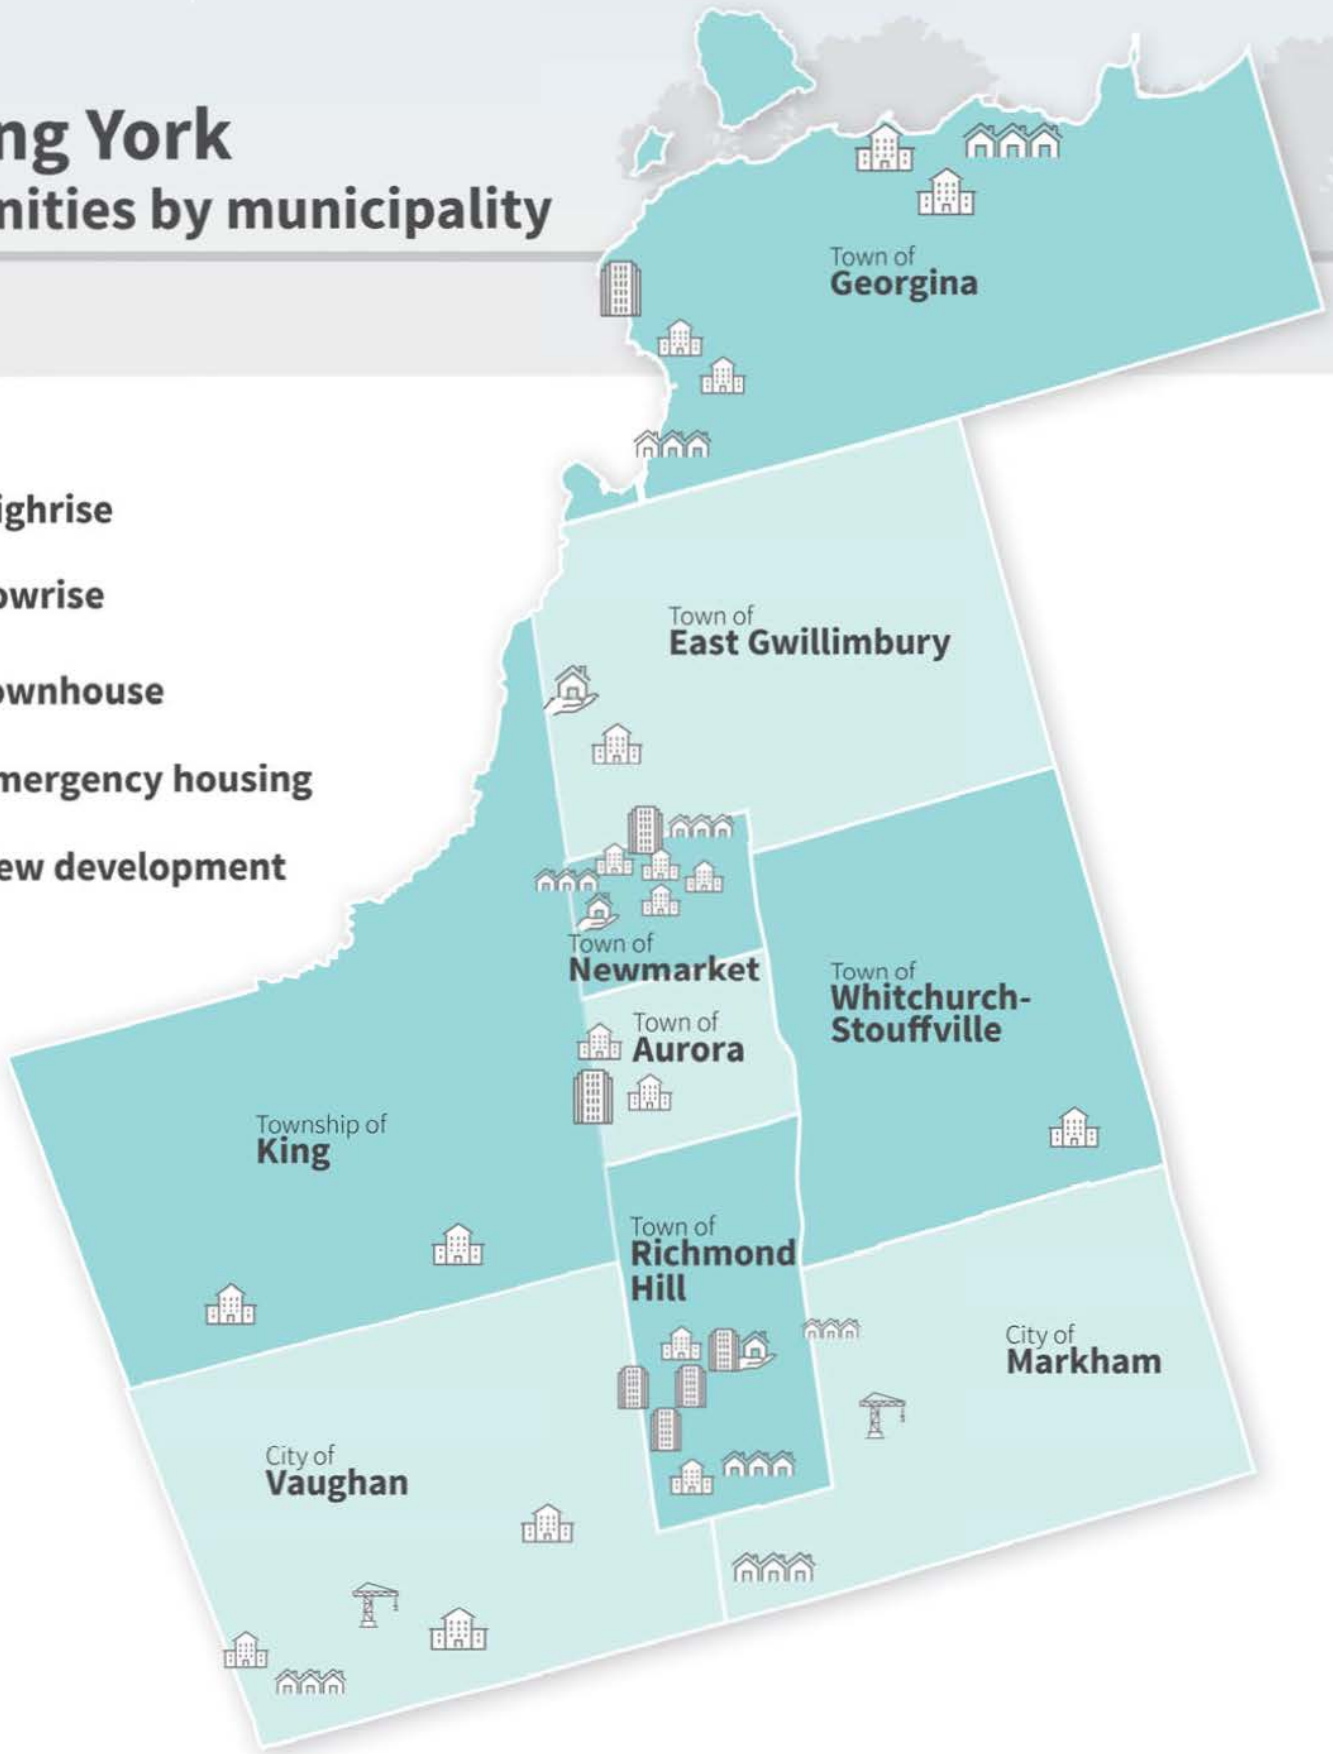 ng York
nities by municipality
Town of
Georgina
ighrise
owrise
ownhouse
mergency housing
ew development
Town of
East Gwillimbury
Town of
Newmarket
Town of
Whitchurch-
Stouffville
Town of
Aurora
Township of
King
Town of
Richmond
Hill
City of
Markham
City of
Vaughan